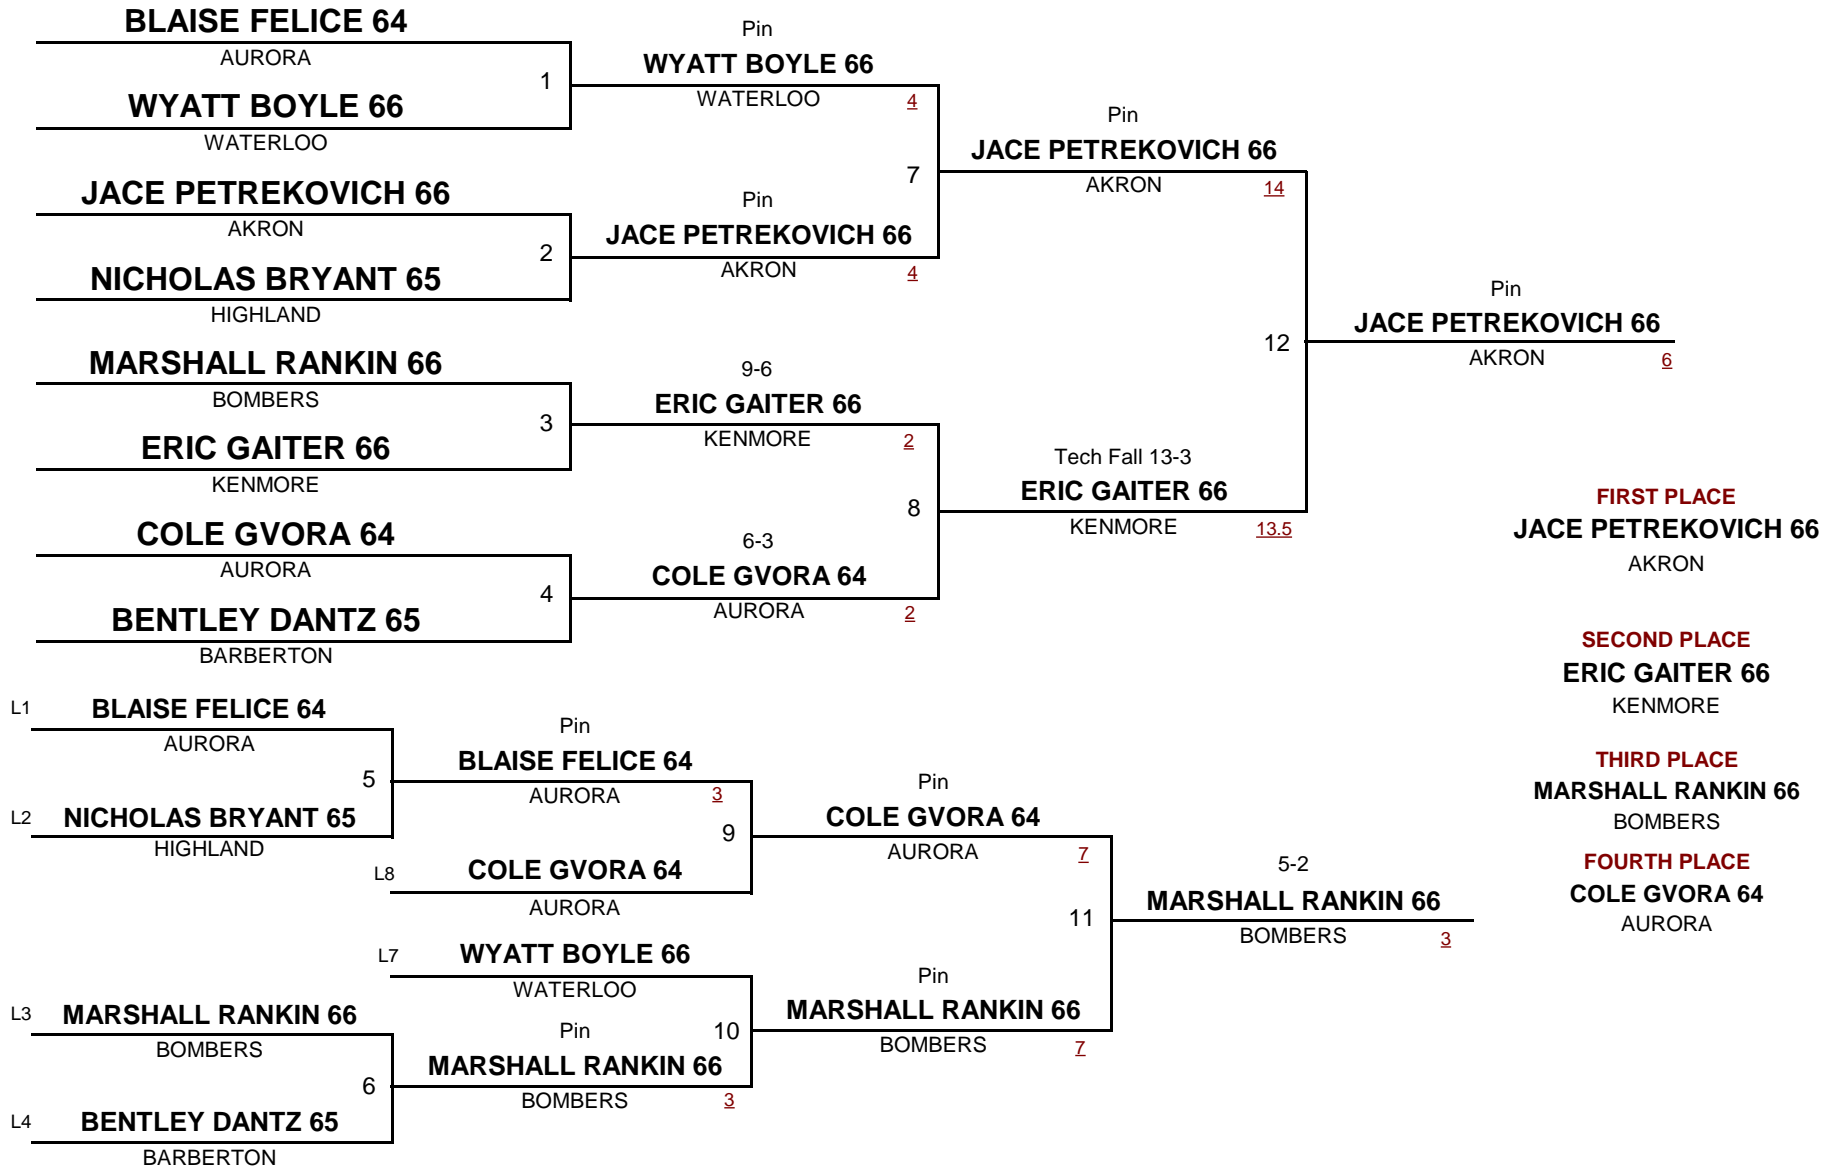 BLAISE FELICE 64
AURORA
1
WYATT BOYLE 66
WATERLOO
JACE PETREKOVICH 66
AKRON
2
NICHOLAS BRYANT 65
HIGHLAND
MARSHALL RANKIN 66
BOMBERS
3
ERIC GAITER 66
KENMORE
COLE GVORA 64
AURORA
4
BENTLEY DANTZ 65
BARBERTON
Pin
WYATT BOYLE 66
WATERLOO 4
7
Pin
JACE PETREKOVICH 66
AKRON 4
9-6
ERIC GAITER 66
KENMORE 2
8
6-3
COLE GVORA 64
AURORA 2
Pin
JACE PETREKOVICH 66
AKRON 14
12
Tech Fall 13-3
ERIC GAITER 66
KENMORE 13.5
Pin
JACE PETREKOVICH 66
AKRON 6
FIRST PLACE
JACE PETREKOVICH 66
AKRON
SECOND PLACE
ERIC GAITER 66
KENMORE
THIRD PLACE
MARSHALL RANKIN 66
BOMBERS
FOURTH PLACE
COLE GVORA 64
AURORA
L1 BLAISE FELICE 64
AURORA
5
L2 NICHOLAS BRYANT 65
HIGHLAND
L3 MARSHALL RANKIN 66
BOMBERS
6
L4 BENTLEY DANTZ 65
BARBERTON
Pin
BLAISE FELICE 64
AURORA 3
9
L8 COLE GVORA 64
AURORA
L7 WYATT BOYLE 66
WATERLOO
10
Pin
MARSHALL RANKIN 66
BOMBERS 3
Pin
COLE GVORA 64
AURORA 7
11
Pin
MARSHALL RANKIN 66
BOMBERS 7
5-2
MARSHALL RANKIN 66
BOMBERS 3